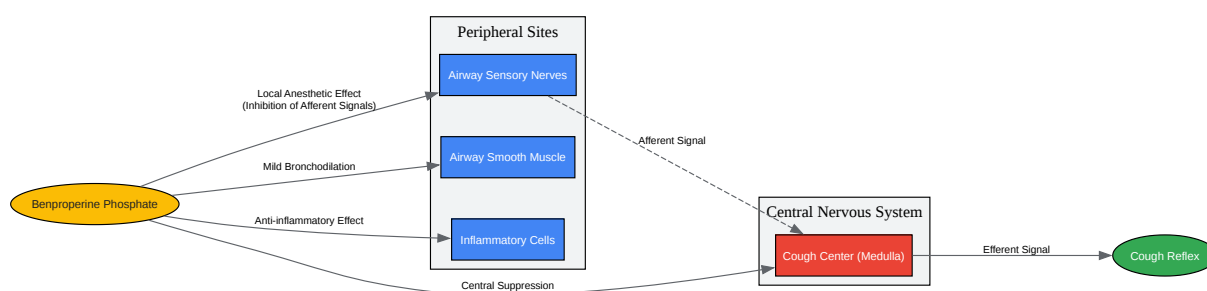 Peripheral Sites
Airway Sensory Nerves
Local Anesthetic Effect
(Inhibition of Afferent Signals)
Afferent Signal
Airway Smooth Muscle
Mild Bronchodilation
Benproperine Phosphate
Central Nervous System
Anti-inflammatory Effect
Inflammatory Cells
Efferent Signal
Cough Center (Medulla)
Cough Reflex
Central Suppression